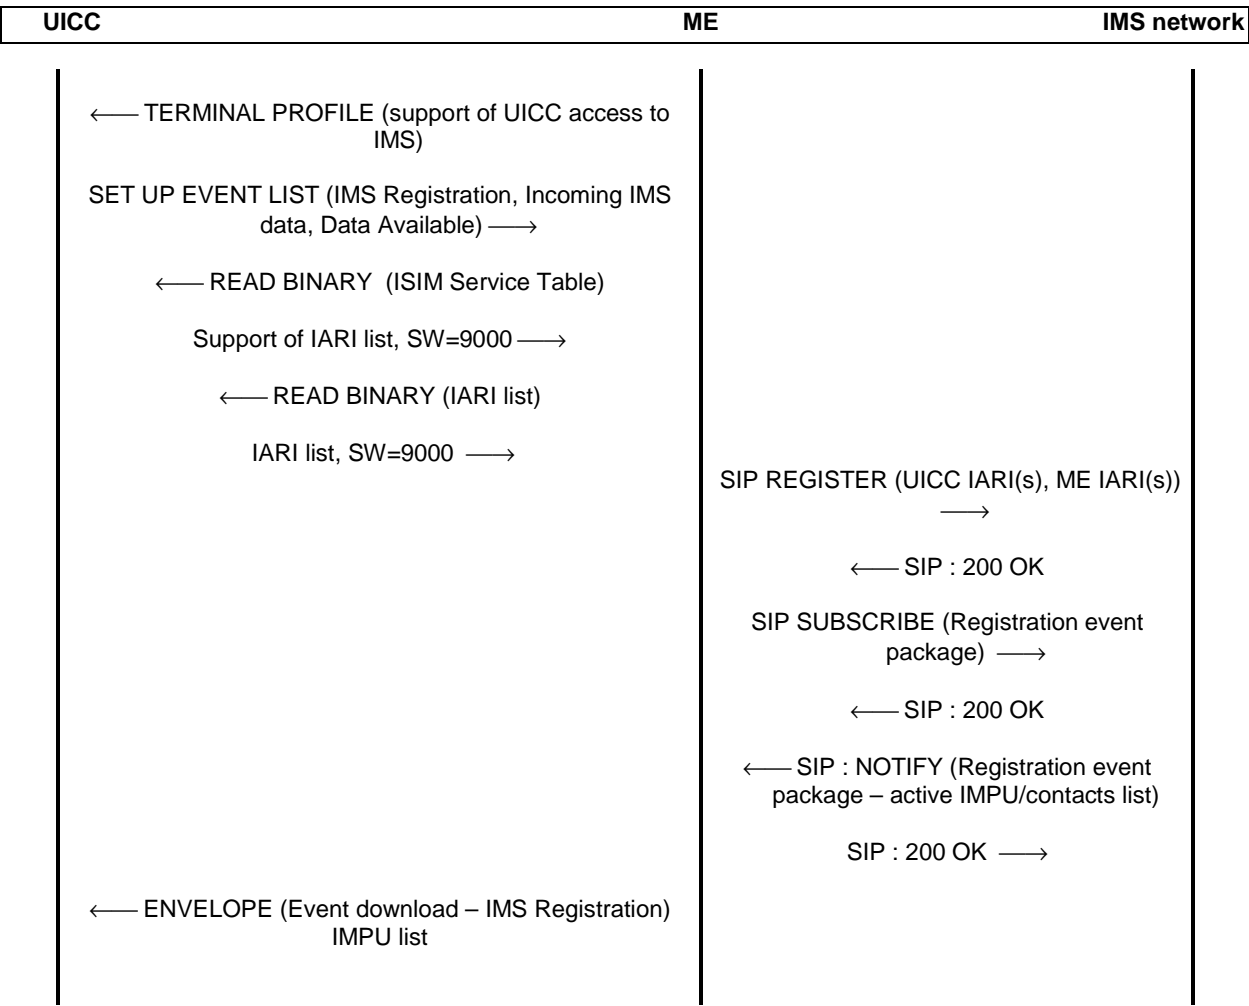 UICC ME IMS network
⟵ TERMINAL PROFILE (support of UICC access to
IMS)
SET UP EVENT LIST (IMS Registration, Incoming IMS
data, Data Available) ⟶
⟵ READ BINARY (ISIM Service Table)
Support of IARI list, SW=9000 ⟶
⟵ READ BINARY (IARI list)
IARI list, SW=9000 ⟶
SIP REGISTER (UICC IARI(s), ME IARI(s))
⟶
⟵ SIP : 200 OK
SIP SUBSCRIBE (Registration event
package) ⟶
⟵ SIP : 200 OK
⟵ SIP : NOTIFY (Registration event
package – active IMPU/contacts list)
SIP : 200 OK ⟶
⟵ ENVELOPE (Event download – IMS Registration)
IMPU list